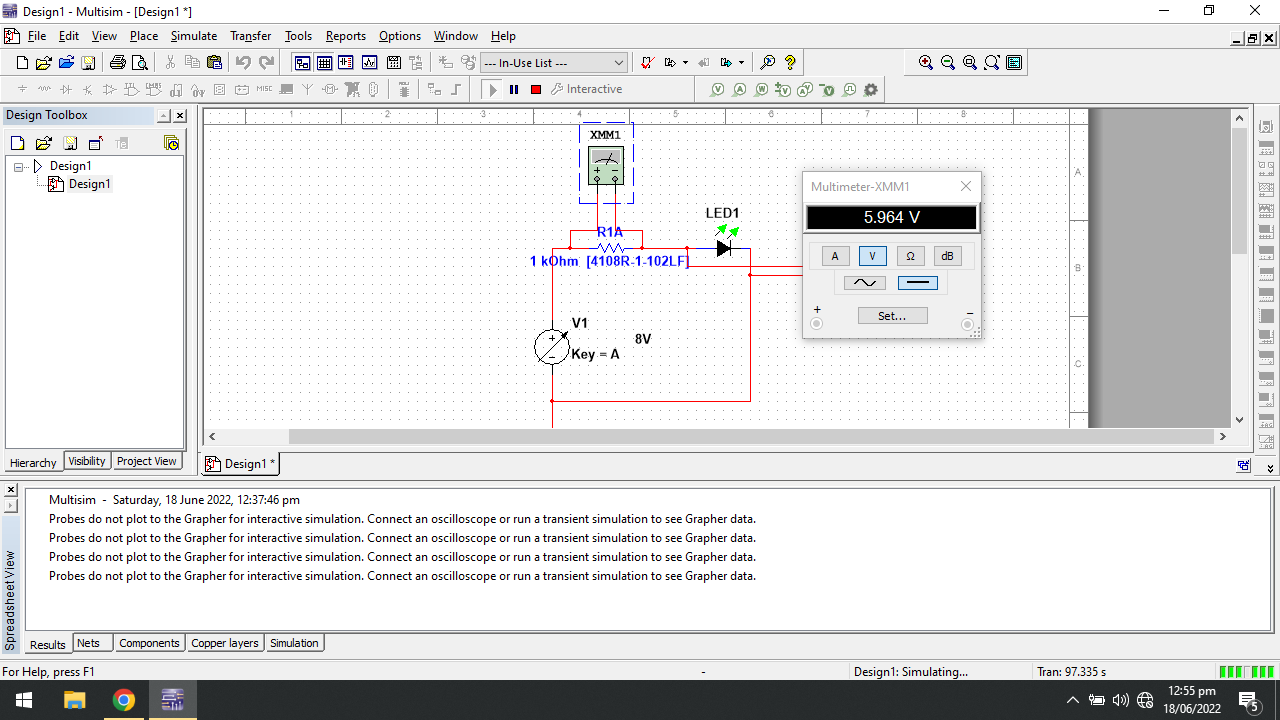 Design1 - Multisim - [Design1 *]
File Edit View Place Simulate Transfer Tools Reports Options Window Help
--- In-Use List ---
Interactive
Design Toolbox
Design1
Design1
Hierarchy Visibility Project View
1 2 3 4 5 6 7 8
A
B
C
XMM1
R1A
1 kOhm [4108R-1-102LF]
LED1
V1
Key = A
8V
Multimeter-XMM1
5.964 V
A V Ω dB
+ −
Set...
Design1 *
Spreadsheet View
Multisim - Saturday, 18 June 2022, 12:37:46 pm
Probes do not plot to the Grapher for interactive simulation. Connect an oscilloscope or run a transient simulation to see Grapher data.
Probes do not plot to the Grapher for interactive simulation. Connect an oscilloscope or run a transient simulation to see Grapher data.
Probes do not plot to the Grapher for interactive simulation. Connect an oscilloscope or run a transient simulation to see Grapher data.
Probes do not plot to the Grapher for interactive simulation. Connect an oscilloscope or run a transient simulation to see Grapher data.
Results Nets Components Copper layers Simulation
For Help, press F1 - Design1: Simulating... Tran: 97.335 s
12:55 pm
18/06/2022
5